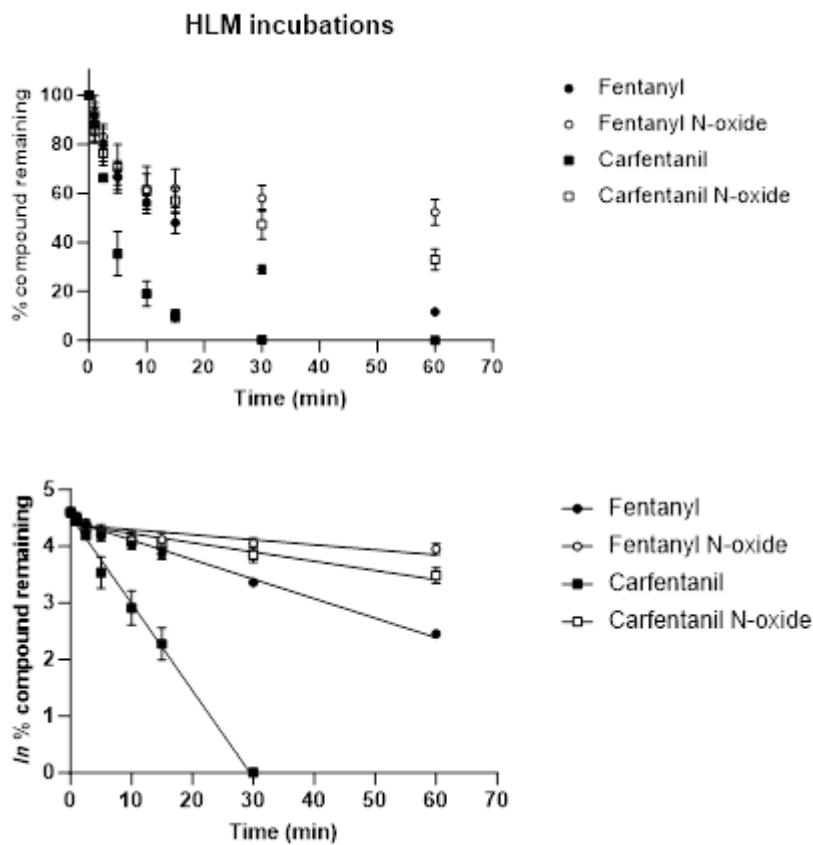 HLM incubations
% compound remaining
100
80
60
40
20
0
0 10 20 30 40 50 60 70
Time (min)
Fentanyl
Fentanyl N-oxide
Carfentanil
Carfentanil N-oxide
ln % compound remaining
5
4
3
2
1
0
0 10 20 30 40 50 60 70
Time (min)
Fentanyl
Fentanyl N-oxide
Carfentanil
Carfentanil N-oxide